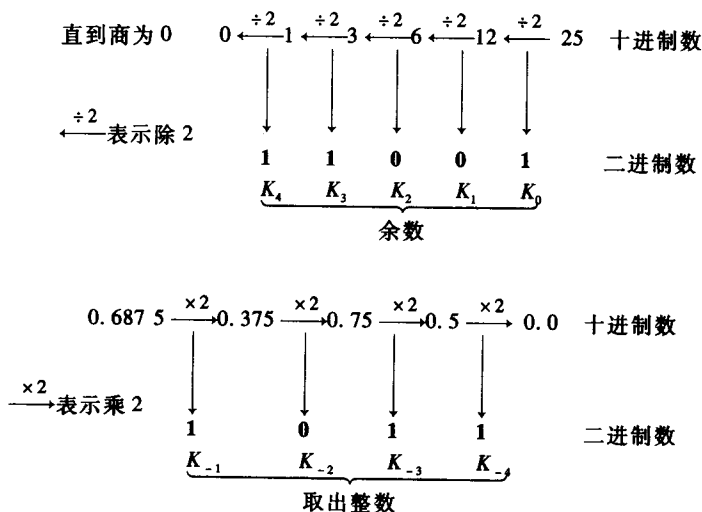 ÷2 ÷2 ÷2 ÷2 ÷2
直到商为0 0 1 3 6 12 25 十进制数
÷2
表示除2
1 1 0 0 1 二进制数
K4 K3 K2 K1 K0
余数
×2 ×2 ×2 ×2
0.687 5 0.375 0.75 0.5 0.0 十进制数
×2
表示乘2
1 0 1 1 二进制数
K-1 K-2 K-3 K-4
取出整数